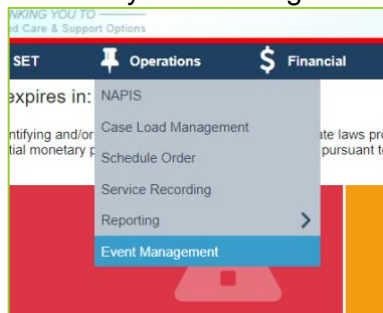 NKING YOU TO
ed Care & Support Options
SET Operations $ Financial
expires in:
NAPIS
ntifying and/or
Case Load Management
ate laws pro
tial monetary p
Schedule Order
pursuant to
Service Recording
Reporting
Event Management